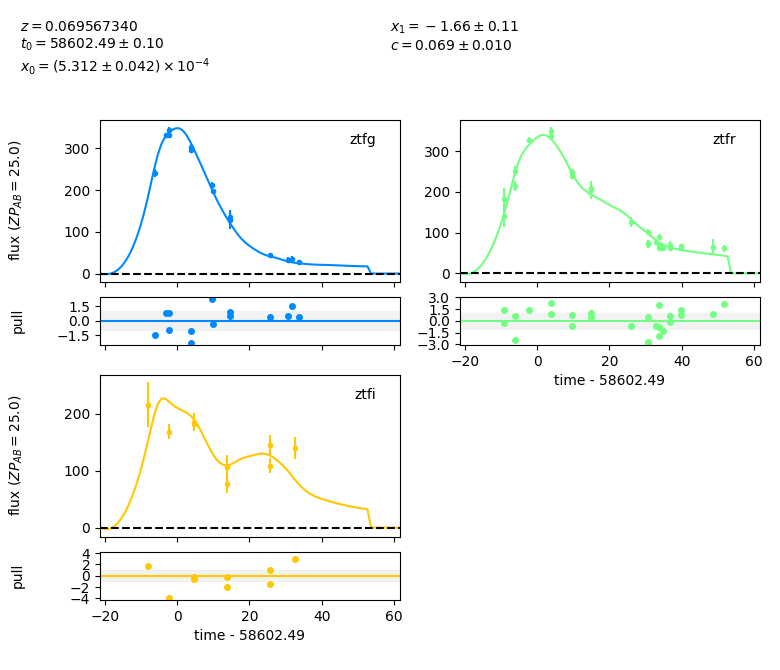 z = 0.069567340
t0 = 58602.49 ± 0.10
x0 = (5.312 ± 0.042) × 10^-4
x1 = −1.66 ± 0.11
c = 0.069 ± 0.010
flux (ZP_AB = 25.0)
300
200
100
0
ztfg
pull
1.5
0.0
−1.5
300
200
100
0
ztfr
3.0
1.5
0.0
−1.5
−3.0
−20 0 20 40 60
time - 58602.49
flux (ZP_AB = 25.0)
200
100
0
ztfi
pull
4
2
0
−2
−4
−20 0 20 40 60
time - 58602.49